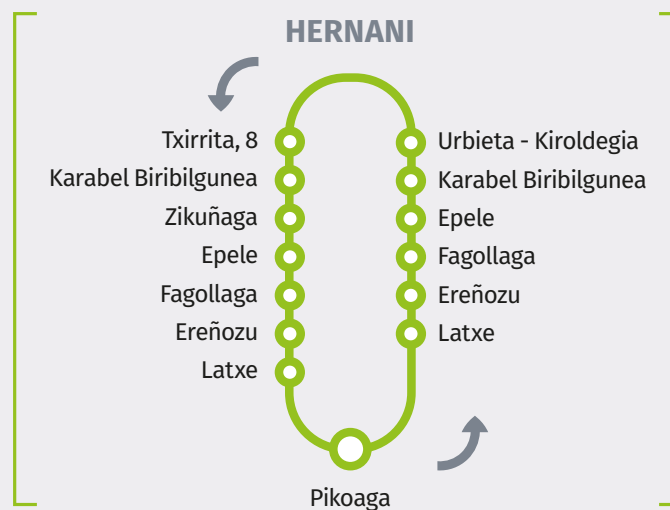 HERNANI
Txirrita, 8
Karabel Biribilgunea
Zikuñaga
Epele
Fagollaga
Ereñozu
Latxe
Urbieta - Kiroldegia
Karabel Biribilgunea
Epele
Fagollaga
Ereñozu
Latxe
Pikoaga